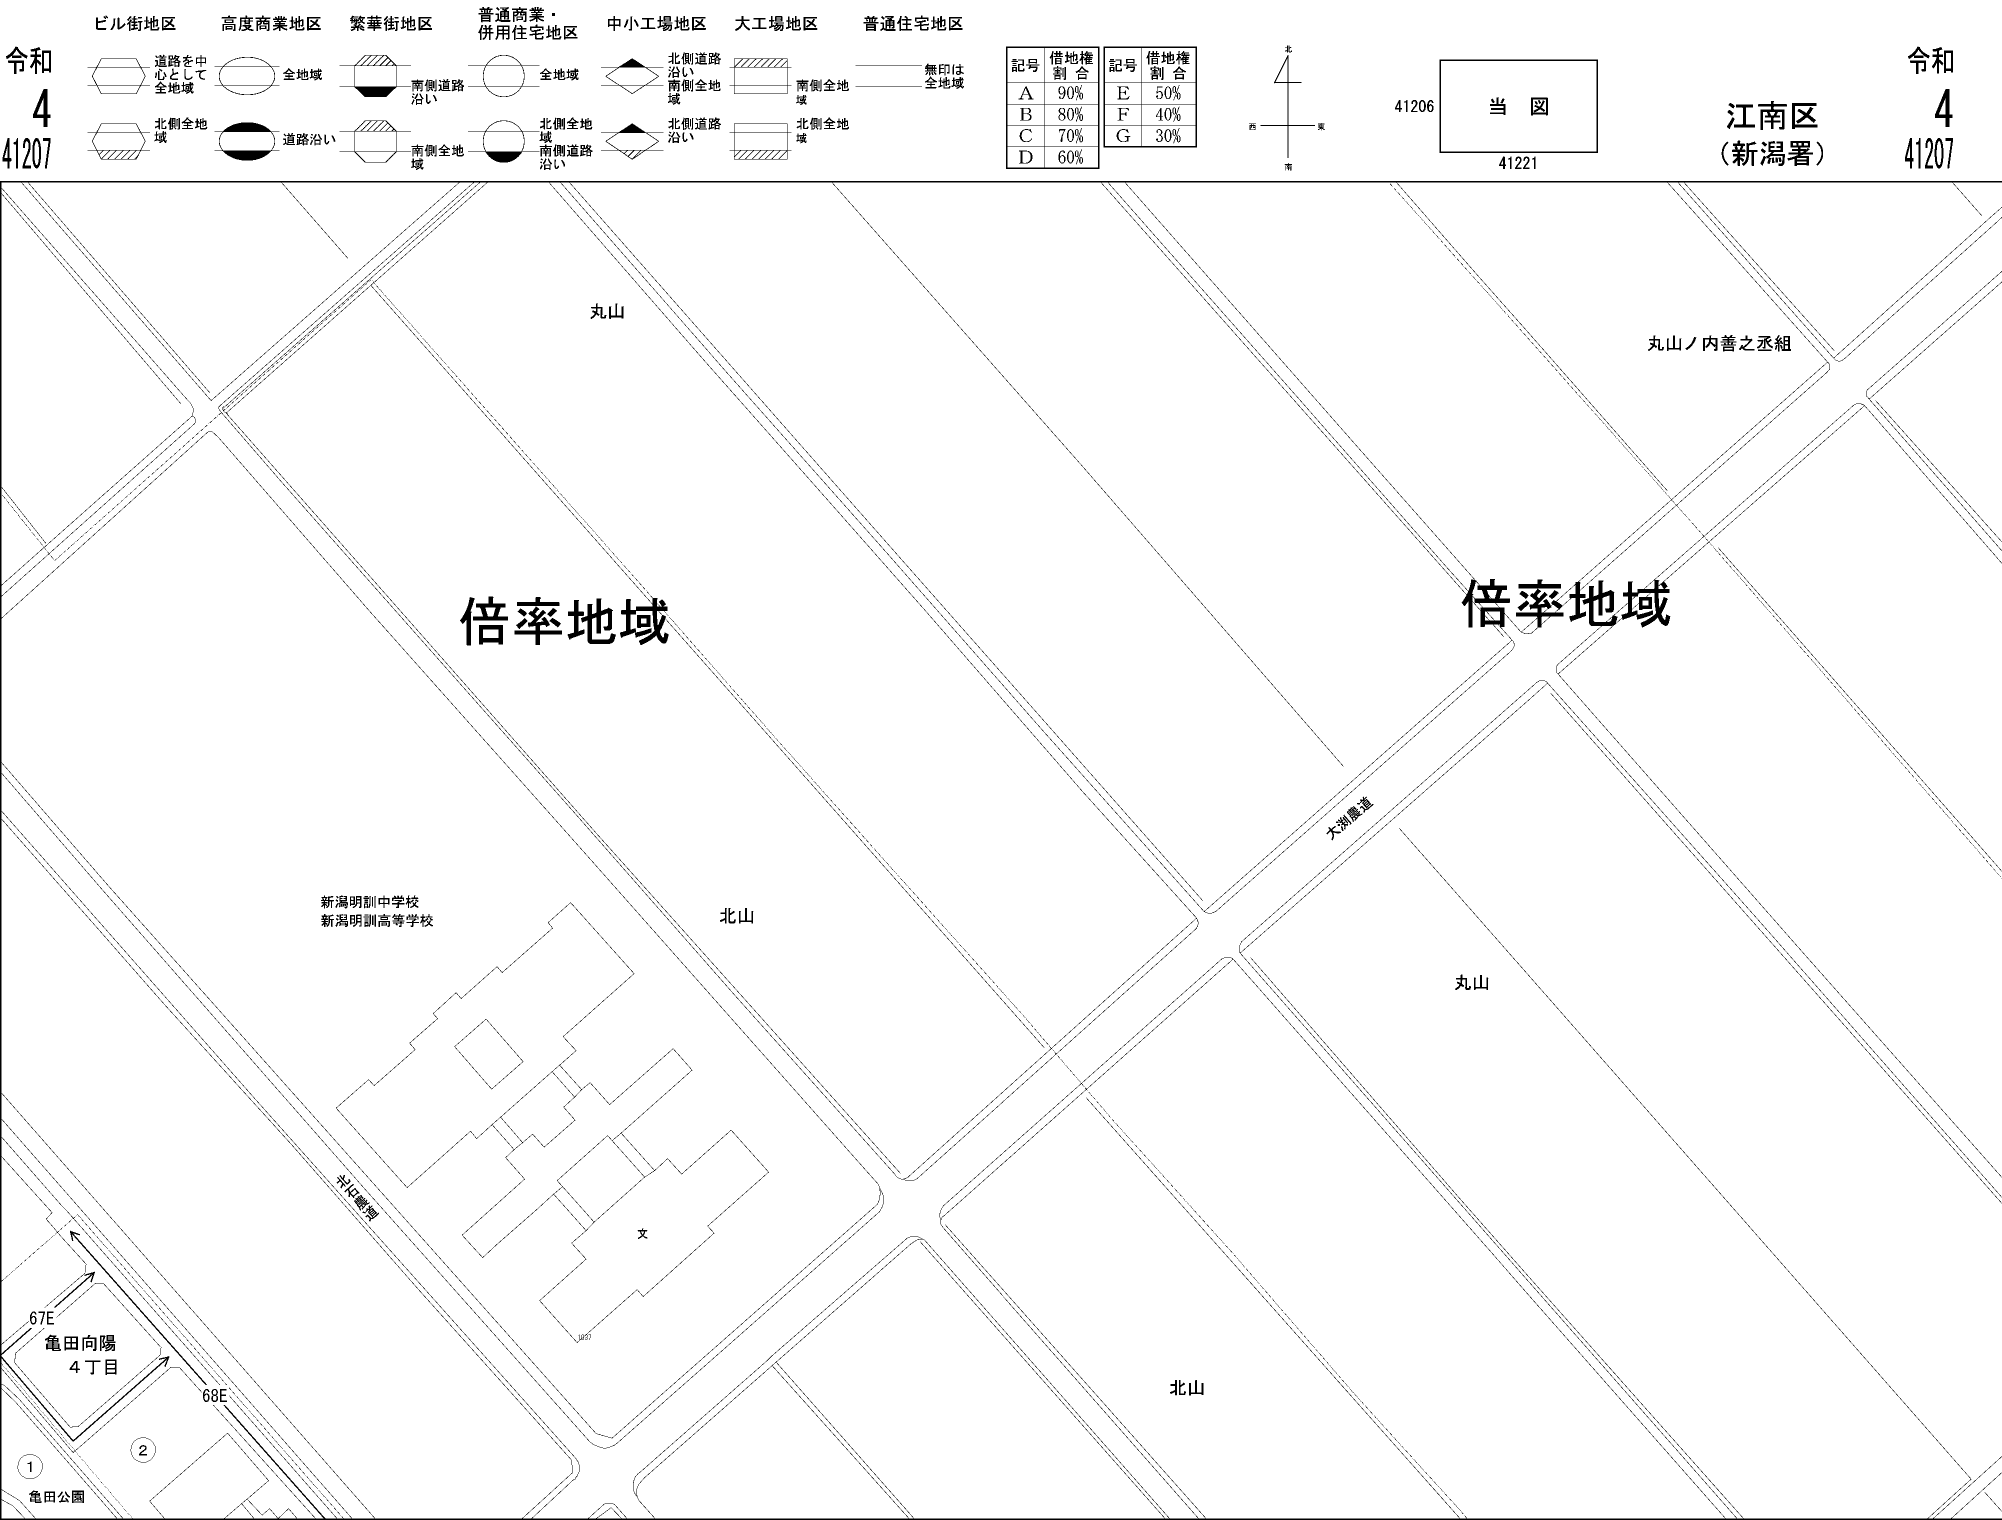 令和
4
41207
ビル街地区
道路を中
心として
全地域
北側全地
域
高度商業地区
全地域
道路沿い
繁華街地区
南側道路
沿い
南側全地
域
普通商業・
併用住宅地区
全地域
北側全地
域
南側道路
沿い
中小工場地区
北側道路
沿い
南側全地
域
北側道路
沿い
大工場地区
南側全地
域
北側全地
域
普通住宅地区
無印は
全地域
記号 借地権割合 記号 借地権割合
A 90% E 50%
B 80% F 40%
C 70% G 30%
D 60%
北
西 東
南
41206
当 図
41221
江南区
（新潟署）
令和
4
41207
丸山
丸山ノ内善之丞組
倍率地域
倍率地域
大渕農道
新潟明訓中学校
新潟明訓高等学校
北山
丸山
北石農道
文
1037
67E
亀田向陽
4丁目
68E
北山
2
1
亀田公園